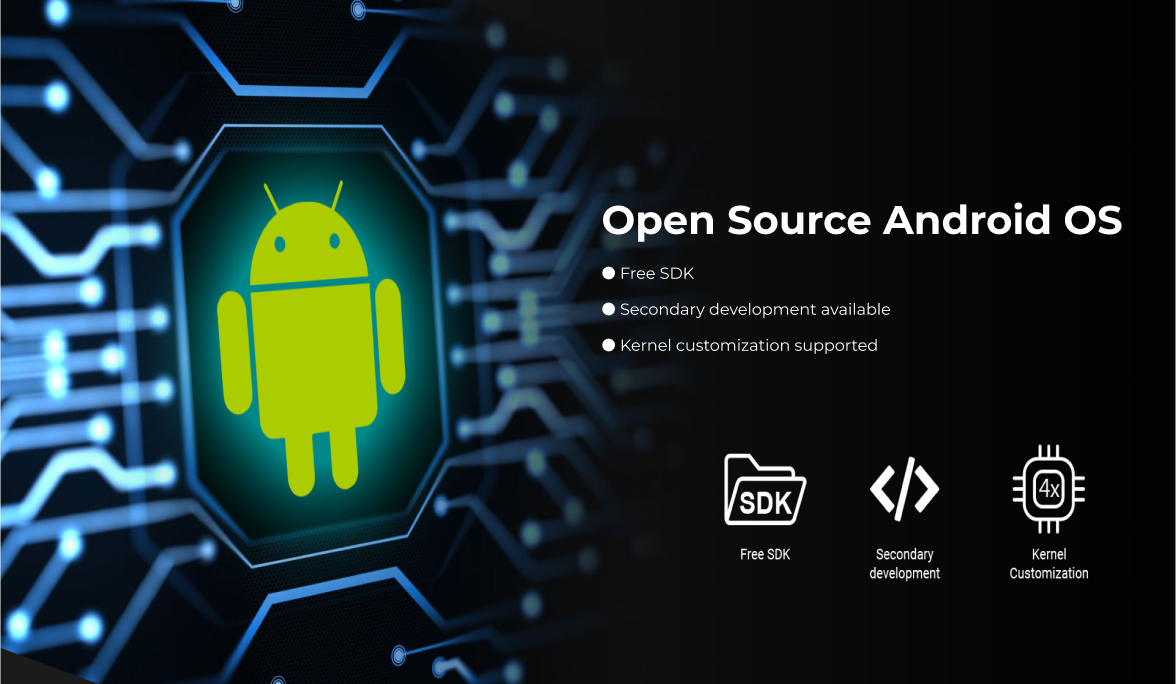 Open Source Android OS
Free SDK
Secondary development available
Kernel customization supported
SDK
4x
Free SDK
Secondary
development
Kernel
Customization